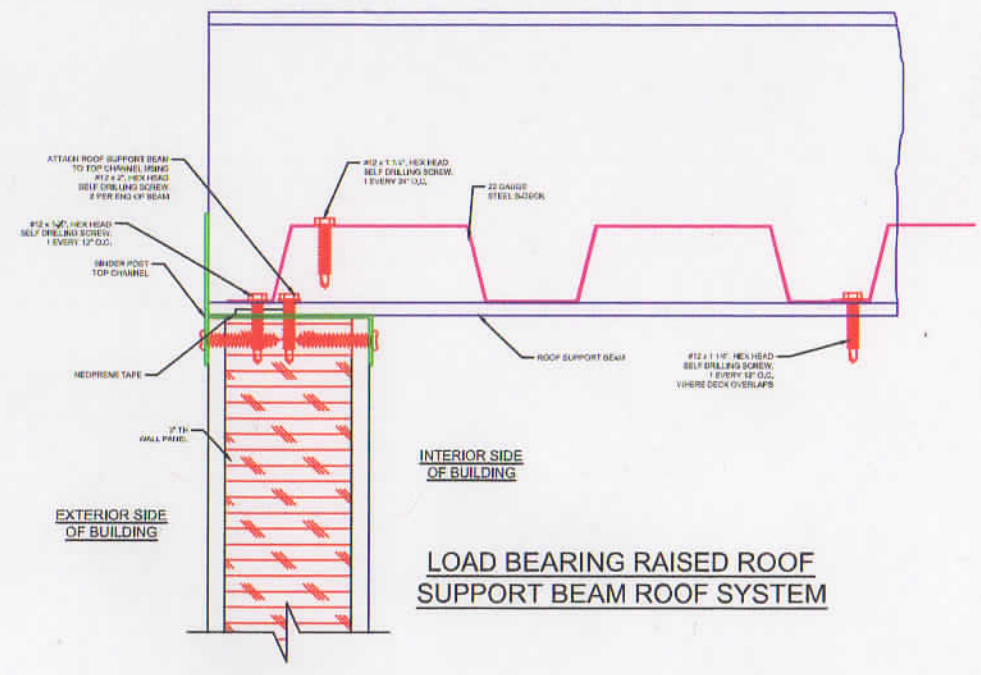 ATTACH ROOF SUPPORT BEAM
TO TOP CHANNEL USING
#12 x 2", HEX HEAD
SELF DRILLING SCREW.
2 PER END OF BEAM
#12 x 1 1/4", HEX HEAD
SELF DRILLING SCREW.
1 EVERY 24" O.C.
22 GAUGE
STEEL B-DECK
HEX HEAD
SELF DRILLING SCREW.
1 EVERY 12" O.C.
BINDER POST
TOP CHANNEL
NEOPRENE TAPE
3" TH
WALL PANEL
ROOF SUPPORT BEAM
#12 x 1 1/4", HEX HEAD
SELF DRILLING SCREW.
1 EVERY 12" O.C.
WHERE DECK OVERLAPS
INTERIOR SIDE
OF BUILDING
EXTERIOR SIDE
OF BUILDING
LOAD BEARING RAISED ROOF
SUPPORT BEAM ROOF SYSTEM